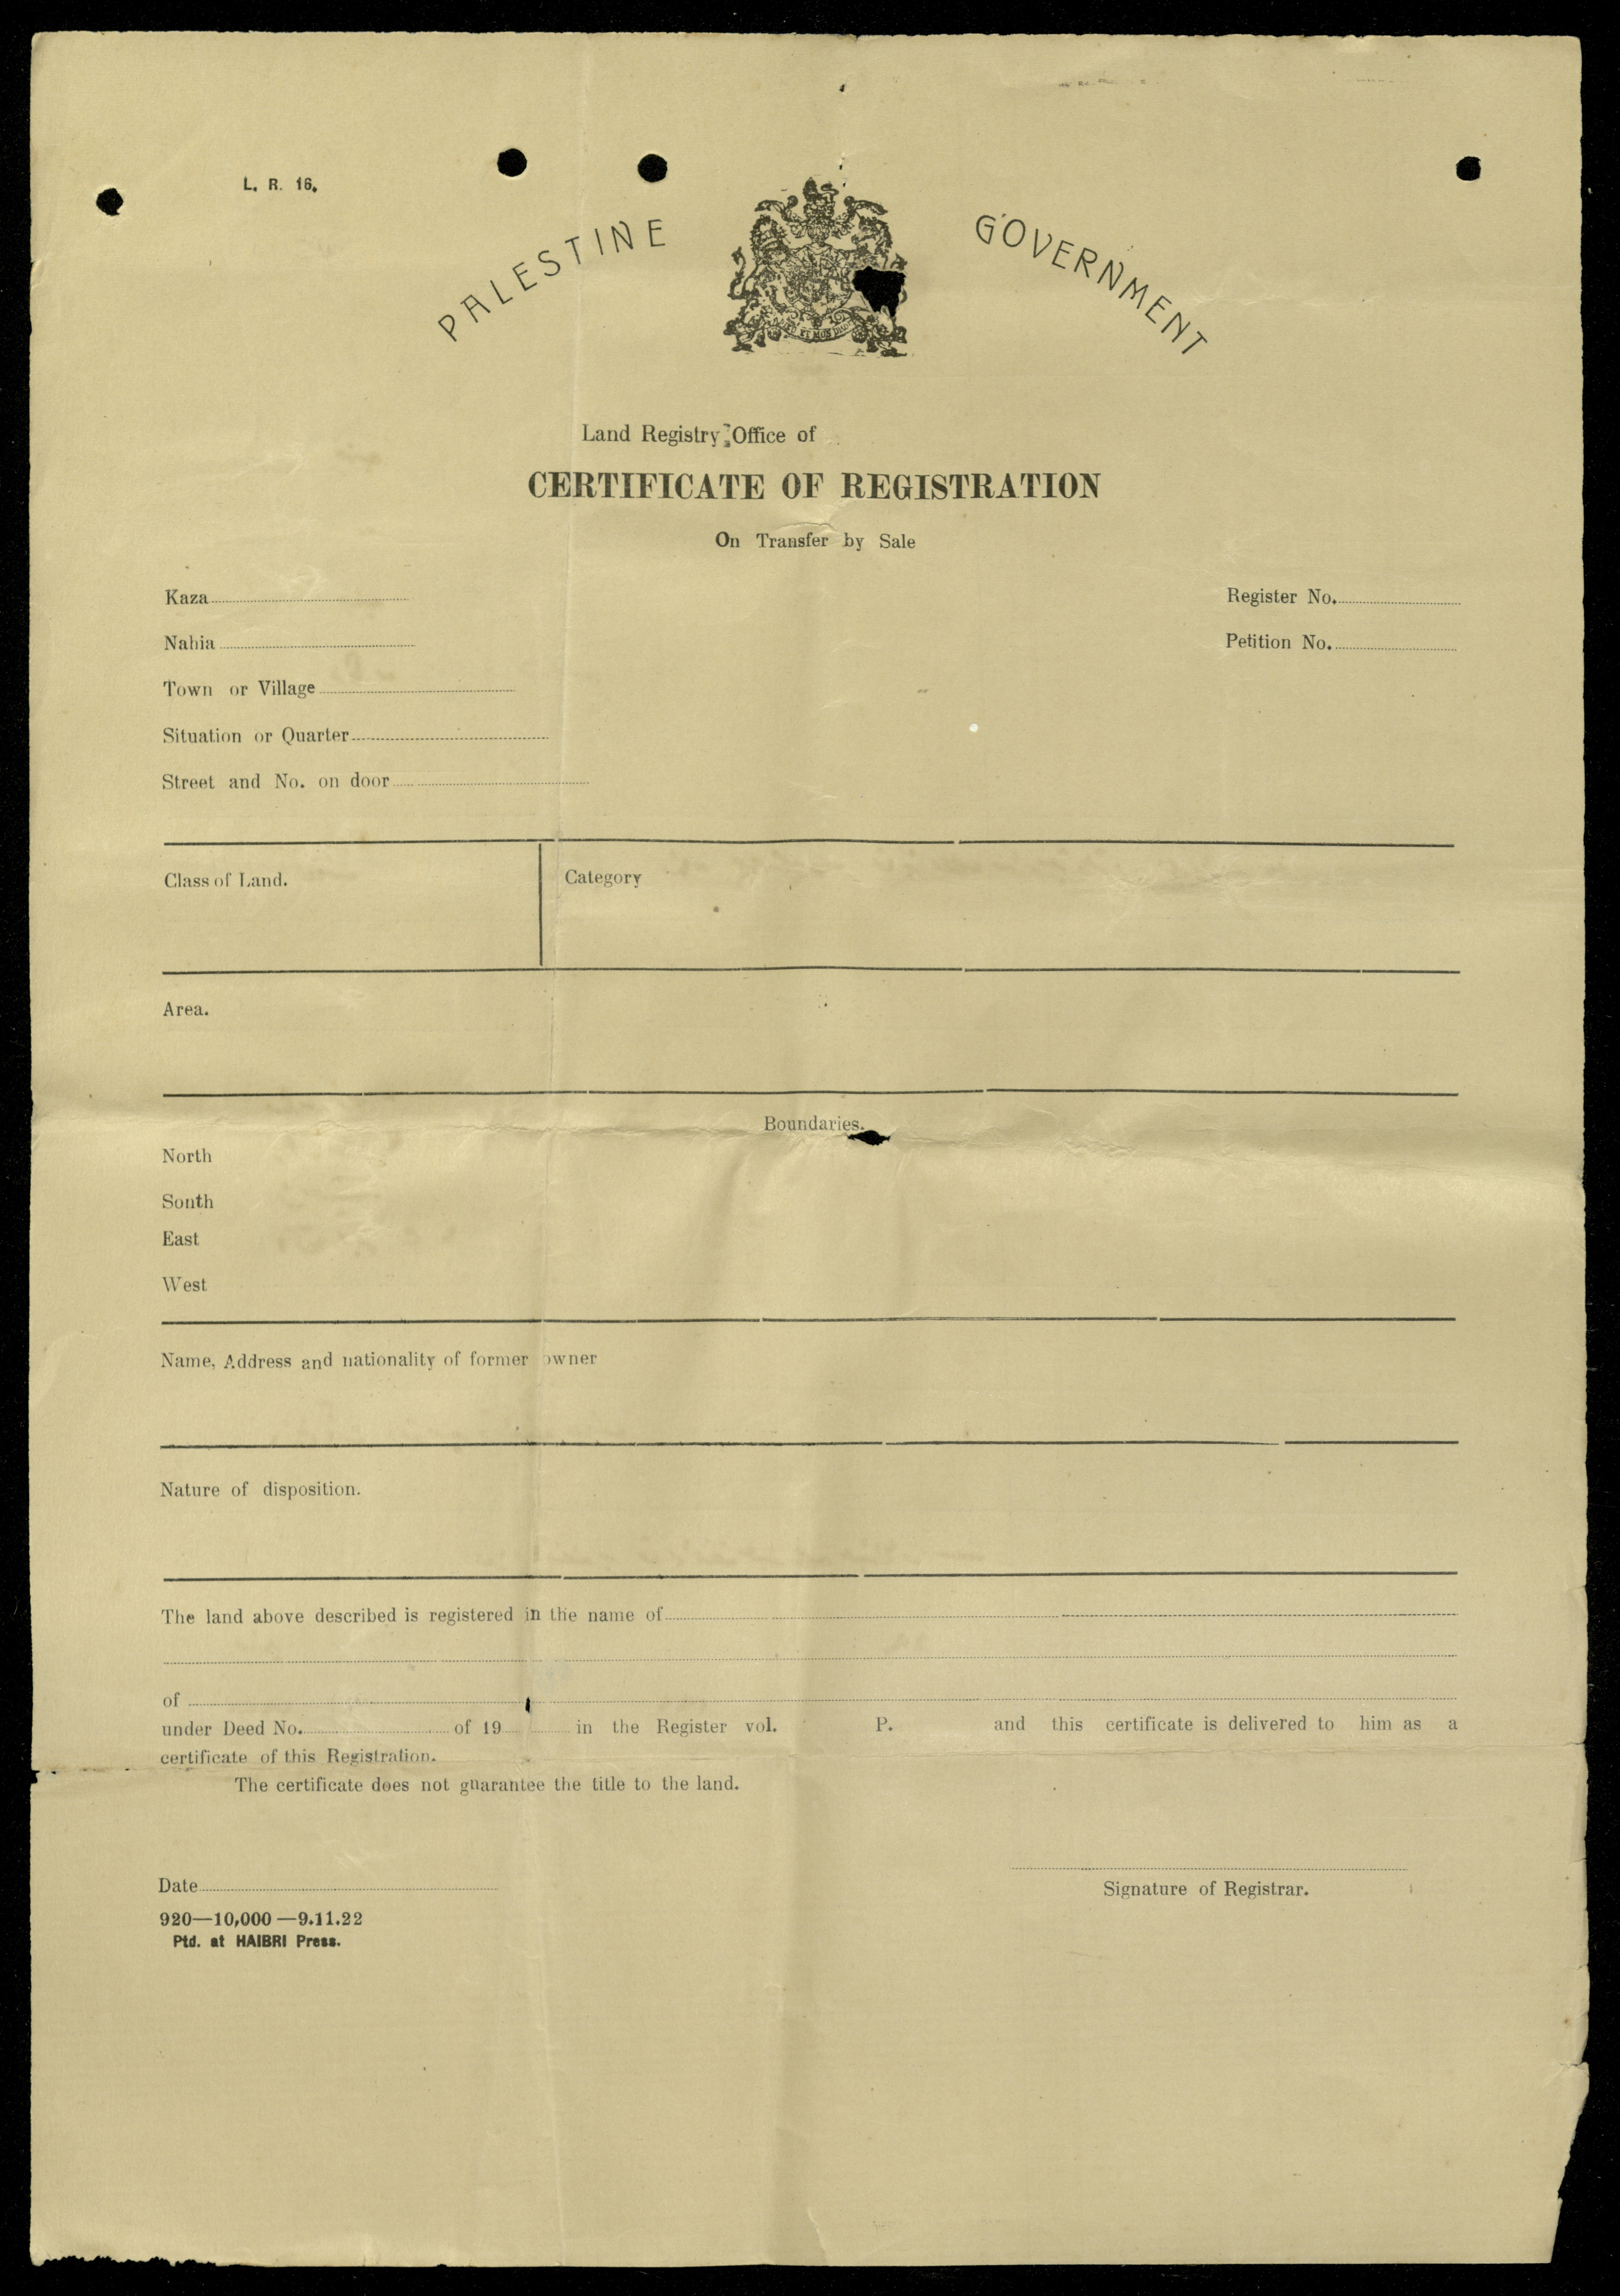 L. R. 16.
PALESTINE GOVERNMENT
ET MON
Land Registry Office of
CERTIFICATE OF REGISTRATION
On Transfer by Sale
Kaza
Register No.
Nahia
Petition No.
Town or Village
Situation or Quarter
Street and No. on door
Class of Land.
Category
Area.
Boundaries.
North
South
East
West
Name, Address and nationality of former owner
Nature of disposition.
The land above described is registered in the name of
of
under Deed No. of 19 in the Register vol. P. and this certificate is delivered to him as a
certificate of this Registration.
The certificate does not guarantee the title to the land.
Signature of Registrar.
Date
920—10,000—9.11.22
Ptd. at HAIBRI Press.